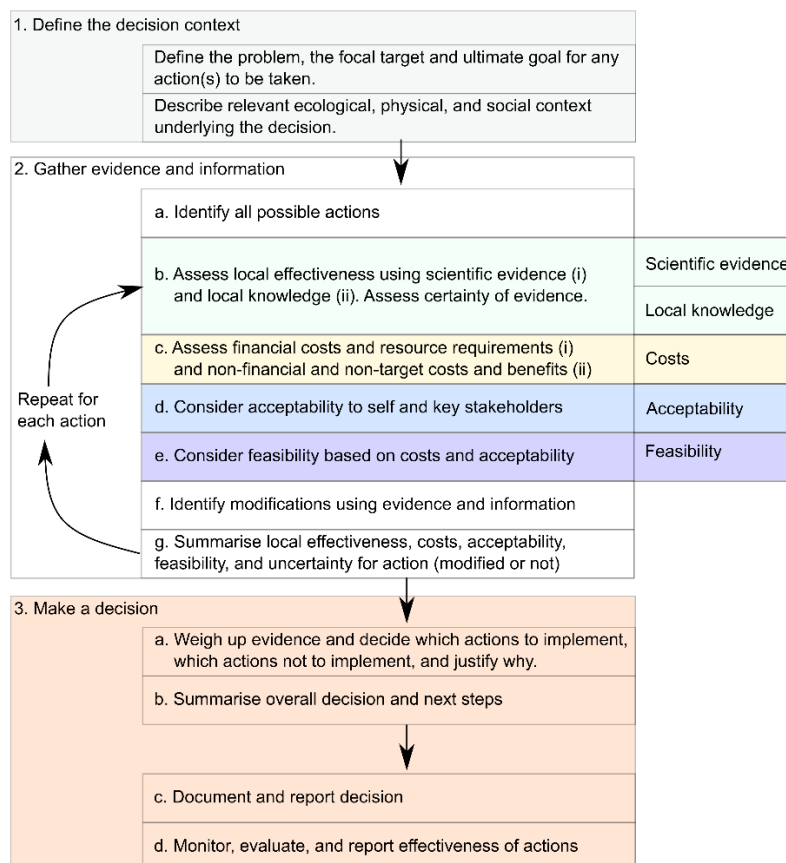 1. Define the decision context
Define the problem, the focal target and ultimate goal for any
action(s) to be taken.
Describe relevant ecological, physical, and social context
underlying the decision.
2. Gather evidence and information
a. Identify all possible actions
b. Assess local effectiveness using scientific evidence (i)
and local knowledge (ii). Assess certainty of evidence.
Scientific evidence
Local knowledge
c. Assess financial costs and resource requirements (i)
and non-financial and non-target costs and benefits (ii)
Costs
Repeat for
each action
d. Consider acceptability to self and key stakeholders
Acceptability
e. Consider feasibility based on costs and acceptability
Feasibility
f. Identify modifications using evidence and information
g. Summarise local effectiveness, costs, acceptability,
feasibility, and uncertainty for action (modified or not)
3. Make a decision
a. Weigh up evidence and decide which actions to implement,
which actions not to implement, and justify why.
b. Summarise overall decision and next steps
c. Document and report decision
d. Monitor, evaluate, and report effectiveness of actions